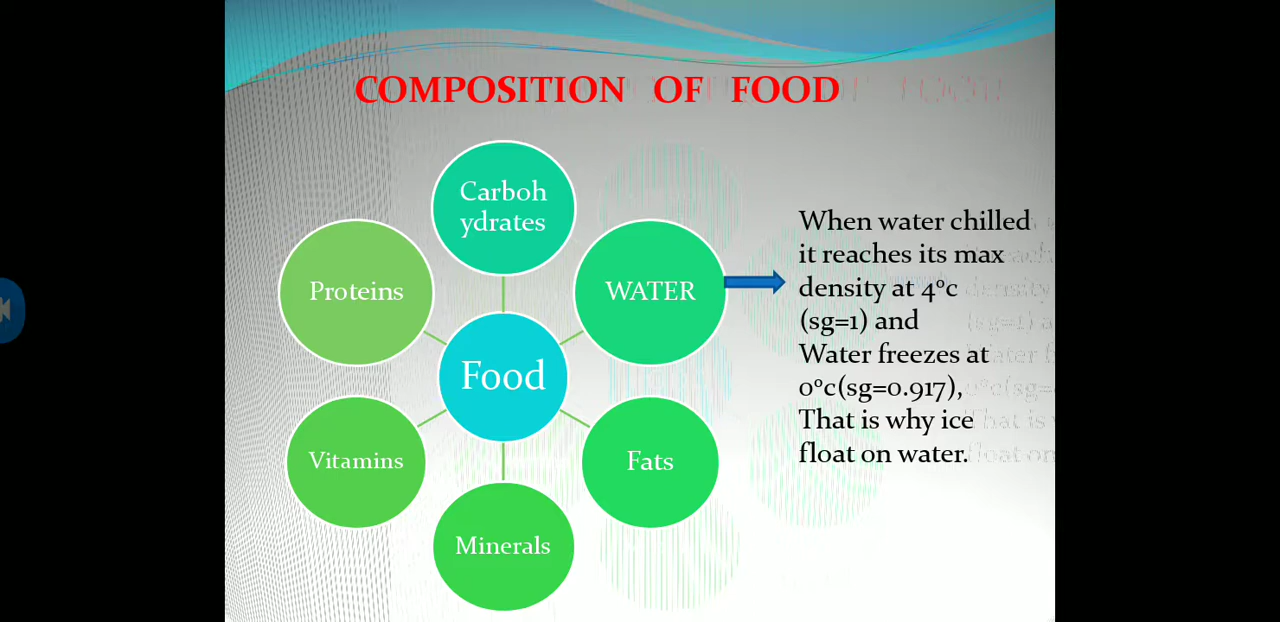 COMPOSITION OF FOOD
Carboh
ydrates
Proteins
WATER
Food
Vitamins
Fats
Minerals
When water chilled
it reaches its max
density at 4°c
(sg=1) and
Water freezes at
0°c(sg=0.917),
That is why ice
float on water.